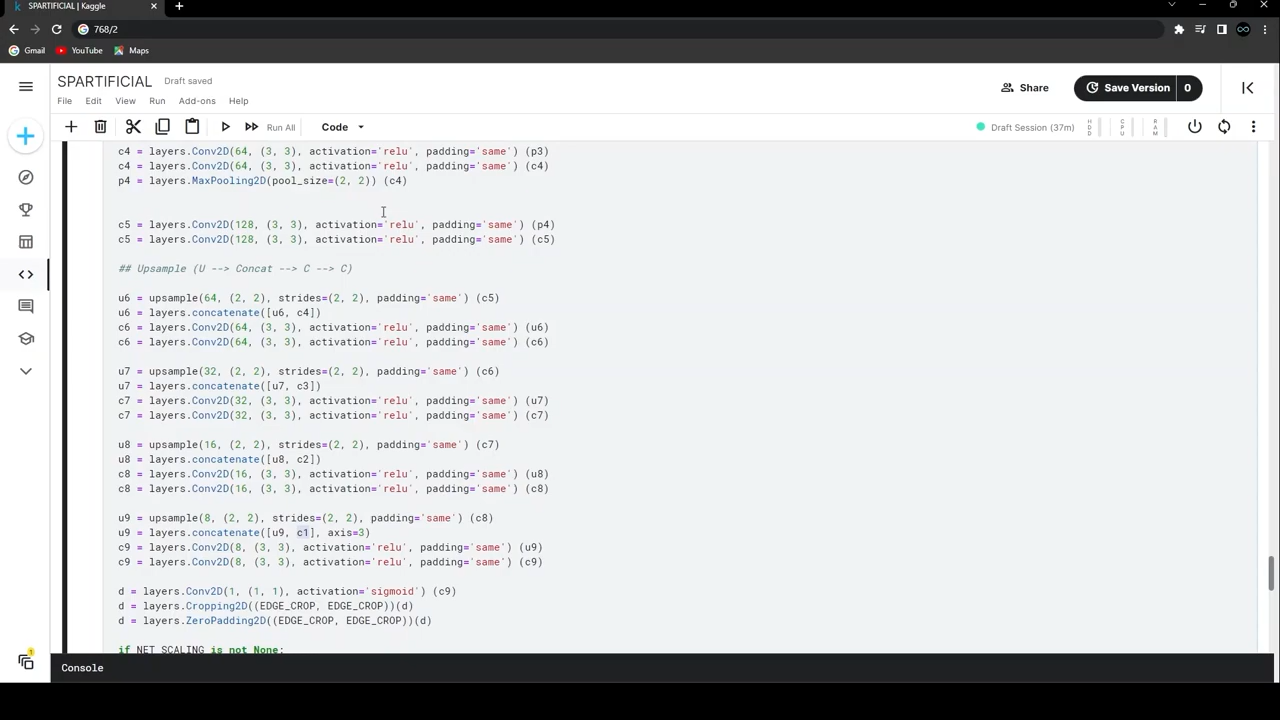 SPARTIFICIAL | Kaggle
768/2
Gmail YouTube Maps
SPARTIFICIAL Draft saved
Share Save Version 0
File Edit View Run Add-ons Help
Run All Code Draft Session (37m) HDD CPU RAM
c4 = layers.Conv2D(64, (3, 3), activation='relu', padding='same') (p3)
c4 = layers.Conv2D(64, (3, 3), activation='relu', padding='same') (c4)
p4 = layers.MaxPooling2D(pool_size=(2, 2)) (c4)
c5 = layers.Conv2D(128, (3, 3), activation='relu', padding='same') (p4)
c5 = layers.Conv2D(128, (3, 3), activation='relu', padding='same') (c5)
## Upsample (U --> Concat --> C --> C)
u6 = upsample(64, (2, 2), strides=(2, 2), padding='same') (c5)
u6 = layers.concatenate([u6, c4])
c6 = layers.Conv2D(64, (3, 3), activation='relu', padding='same') (u6)
c6 = layers.Conv2D(64, (3, 3), activation='relu', padding='same') (c6)
u7 = upsample(32, (2, 2), strides=(2, 2), padding='same') (c6)
u7 = layers.concatenate([u7, c3])
c7 = layers.Conv2D(32, (3, 3), activation='relu', padding='same') (u7)
c7 = layers.Conv2D(32, (3, 3), activation='relu', padding='same') (c7)
u8 = upsample(16, (2, 2), strides=(2, 2), padding='same') (c7)
u8 = layers.concatenate([u8, c2])
c8 = layers.Conv2D(16, (3, 3), activation='relu', padding='same') (u8)
c8 = layers.Conv2D(16, (3, 3), activation='relu', padding='same') (c8)
u9 = upsample(8, (2, 2), strides=(2, 2), padding='same') (c8)
u9 = layers.concatenate([u9, c1], axis=3)
c9 = layers.Conv2D(8, (3, 3), activation='relu', padding='same') (u9)
c9 = layers.Conv2D(8, (3, 3), activation='relu', padding='same') (c9)
d = layers.Conv2D(1, (1, 1), activation='sigmoid') (c9)
d = layers.Cropping2D((EDGE_CROP, EDGE_CROP))(d)
d = layers.ZeroPadding2D((EDGE_CROP, EDGE_CROP))(d)
if NET_SCALING is not None:
1
Console